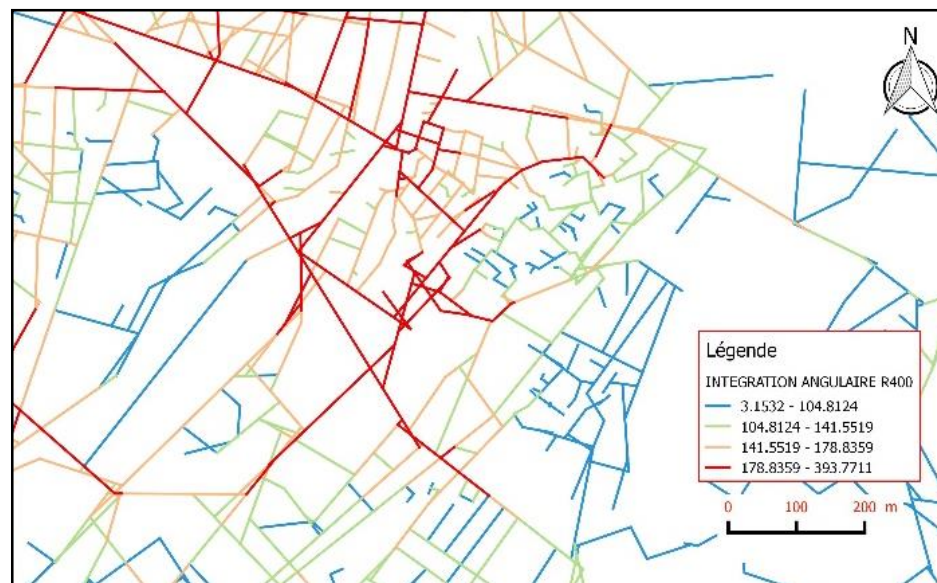 N
Légende
INTEGRATION ANGULAIRE R400
3.1532 - 104.8124
104.8124 - 141.5519
141.5519 - 178.8359
178.8359 - 393.7711
0 100 200 m